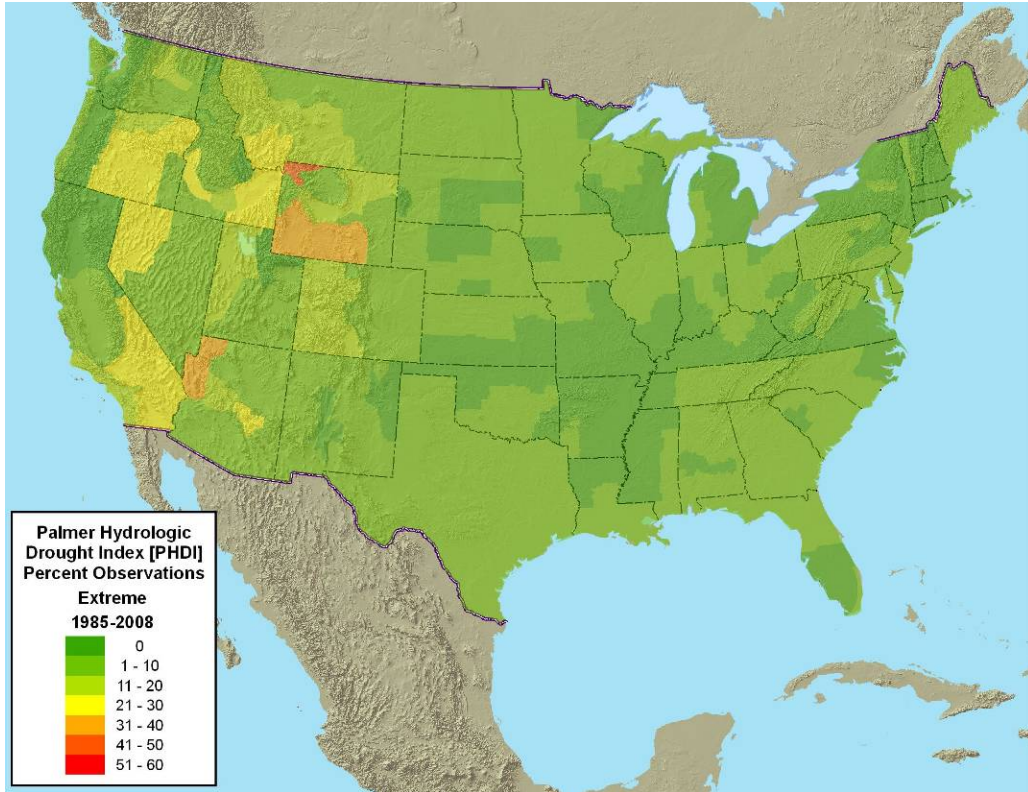 Palmer Hydrologic
Drought Index [PHDI]
Percent Observations
Extreme
1985-2008
0
1 - 10
11 - 20
21 - 30
31 - 40
41 - 50
51 - 60